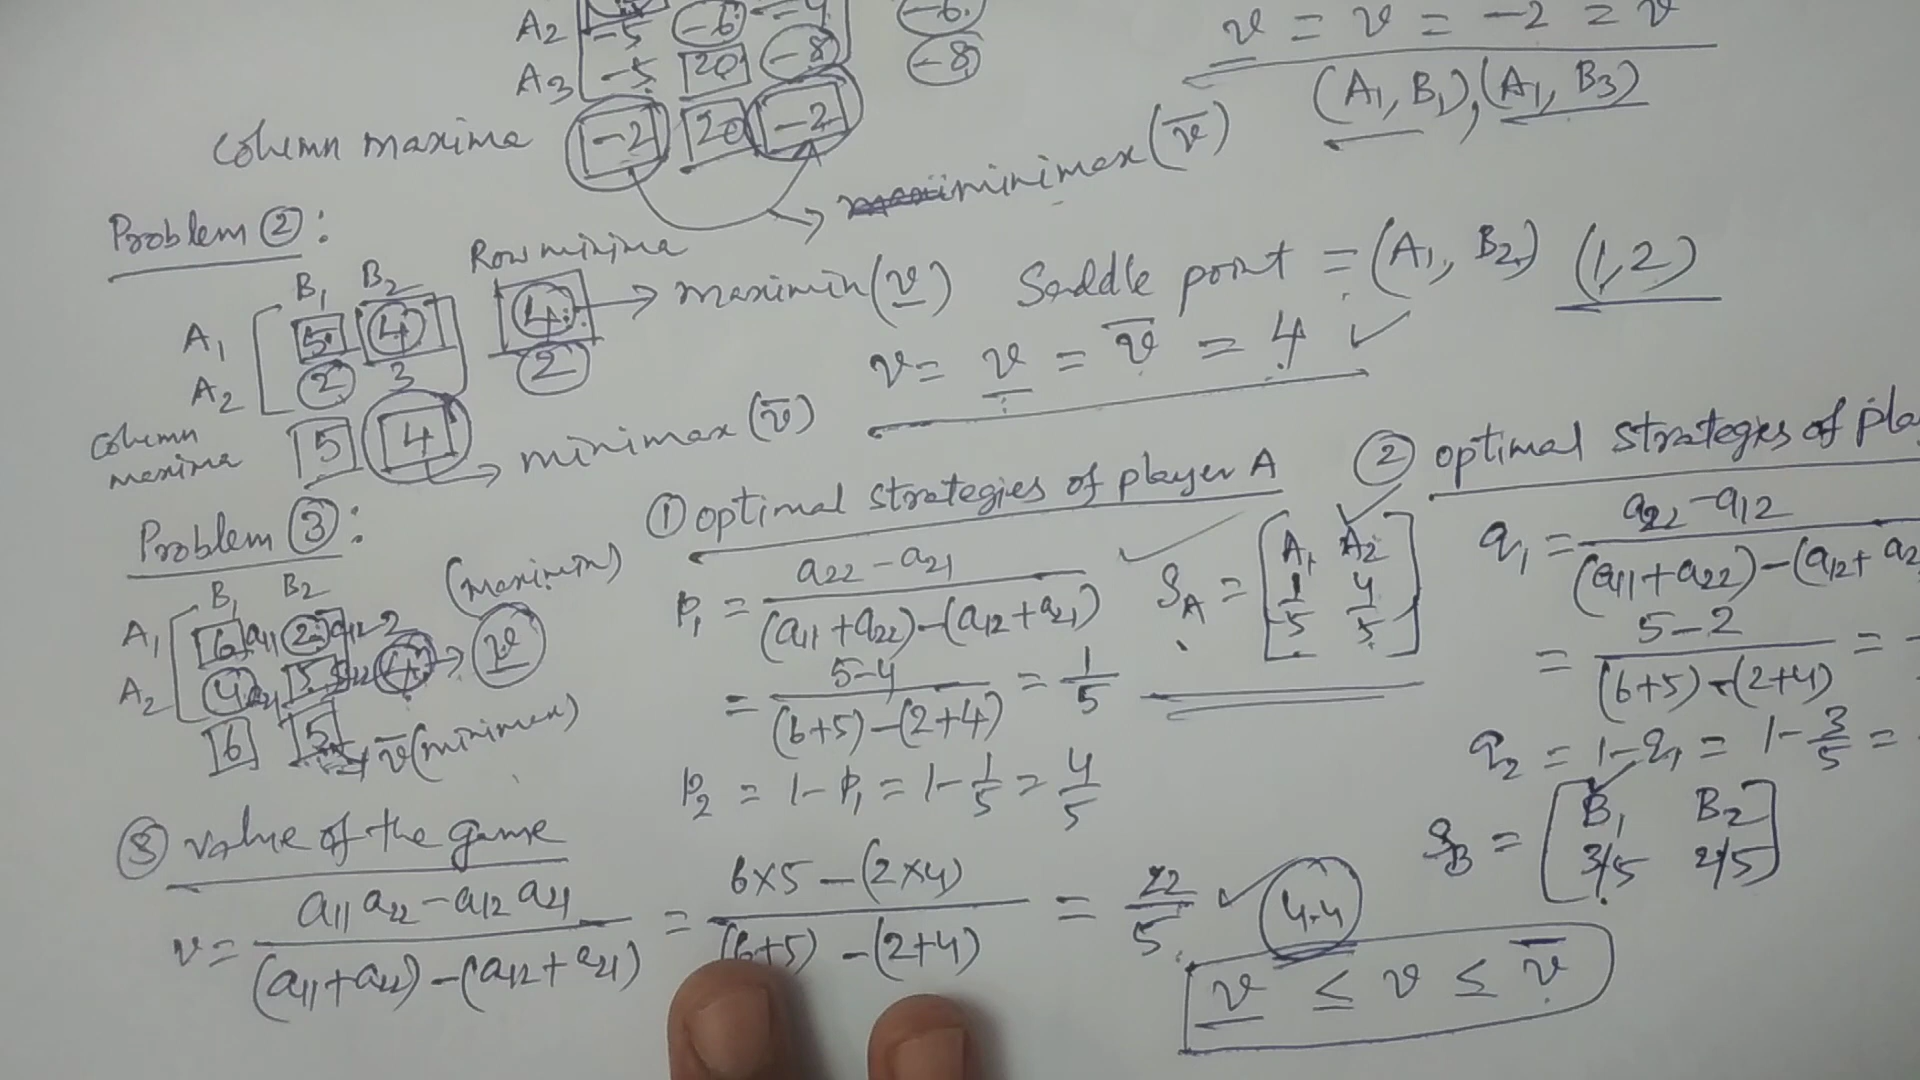 A2 -5 -6 -4 -6
A3 -5 20 -8 -8
column maxima -2 20 -2
minimax (v̅)
v̲ = v̅ = -2 = v
(A1, B1), (A1, B3)
Problem ② :
B1 B2 Row minima
A1 5 4 4 → maximin (v̲)
A2 2 3 2
column maxima 5 4 → minimax (v̅)
Saddle point = (A1, B2) (1,2)
v = v̲ = v̅ = 4 ✓
Problem ③ :
B1 B2 (maximin)
A1 6 a11 2 a12 2
A2 4 a21 5 a22 4 → v̲
6 5 → v̅ (minimax)
① optimal strategies of player A
P1 = (a22 - a21) / ((a11 + a22) - (a12 + a21))
= (5-4) / ((6+5) - (2+4)) = 1/5
P2 = 1 - P1 = 1 - 1/5 = 4/5
SA = [A1 A2
1/5 4/5]
② optimal strategies of
q1 = (a22 - a12) / ((a11 + a22) - (a12 +
= (5-2) / ((6+5) - (2+4)) =
q2 = 1 - q1 = 1 - 3/5 =
SB = [B1 B2
3/5 2/5]
③ value of the game
v = (a11 a22 - a12 a21) / ((a11 + a22) - (a12 + a21)) = (6×5 - (2×4)) / ((6+5) - (2+4)) = 22/5 ✓ 4.4
v̲ ≤ v ≤ v̅